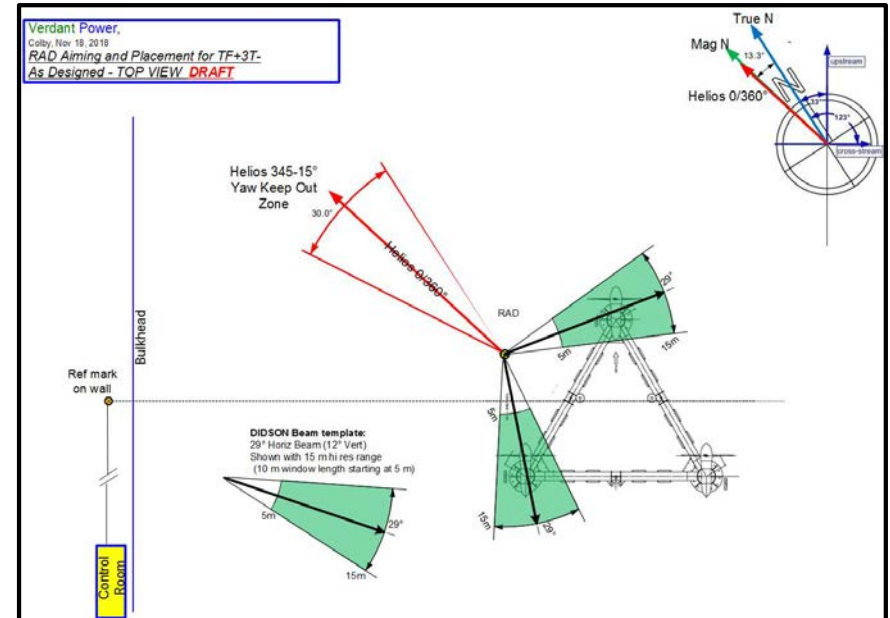 Verdant Power,
Colby, Nov 18, 2018
RAD Aiming and Placement for TF+3T-
As Designed - TOP VIEW DRAFT
True N
Mag N
13.3°
upstream
Helios 0/360°
33°
123°
cross-stream
N
Helios 345-15°
Yaw Keep Out
Zone
30.0°
Helios 0/360°
RAD
29°
5m
15m
Bulkhead
Ref mark
on wall
5m
15m
29°
DIDSON Beam template:
29° Horiz Beam (12° Vert)
Shown with 15 m hi res range
(10 m window length starting at 5 m)
5m
29°
15m
Control
Room